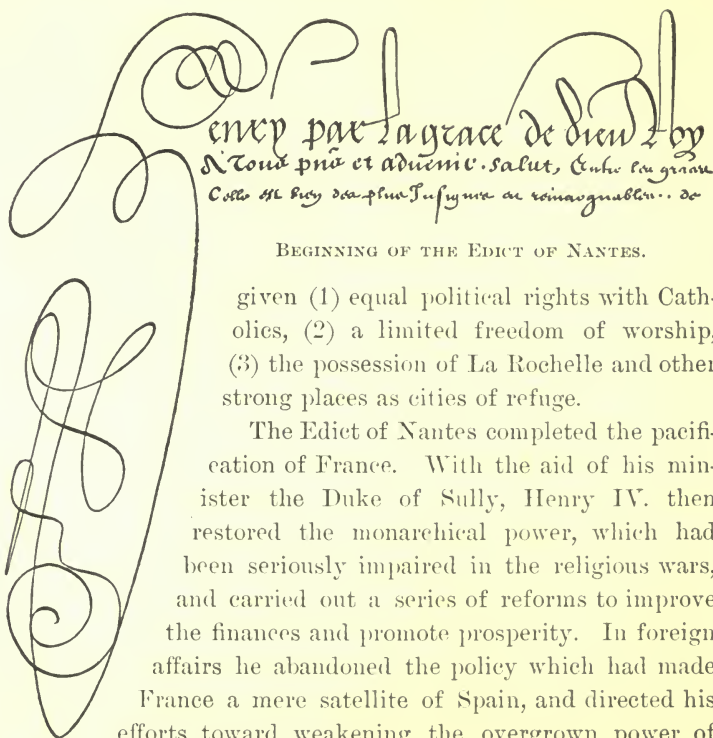 enry par la grace de dieu Roy
A Tous pns et aduenir. Salut, Entre les graces
BEGINNING OF THE EDICT OF NANTES.
given (1) equal political rights with Cath-
olics, (2) a limited freedom of worship,
(3) the possession of La Rochelle and other
strong places as cities of refuge.
The Edict of Nantes completed the pacifi-
cation of France. With the aid of his min-
ister the Duke of Sully, Henry IV. then
restored the monarchical power, which had
been seriously impaired in the religious wars,
and carried out a series of reforms to improve
the finances and promote prosperity. In foreign
affairs he abandoned the policy which had made
France a mere satellite of Spain, and directed his
efforts toward weakening the overgrown power of